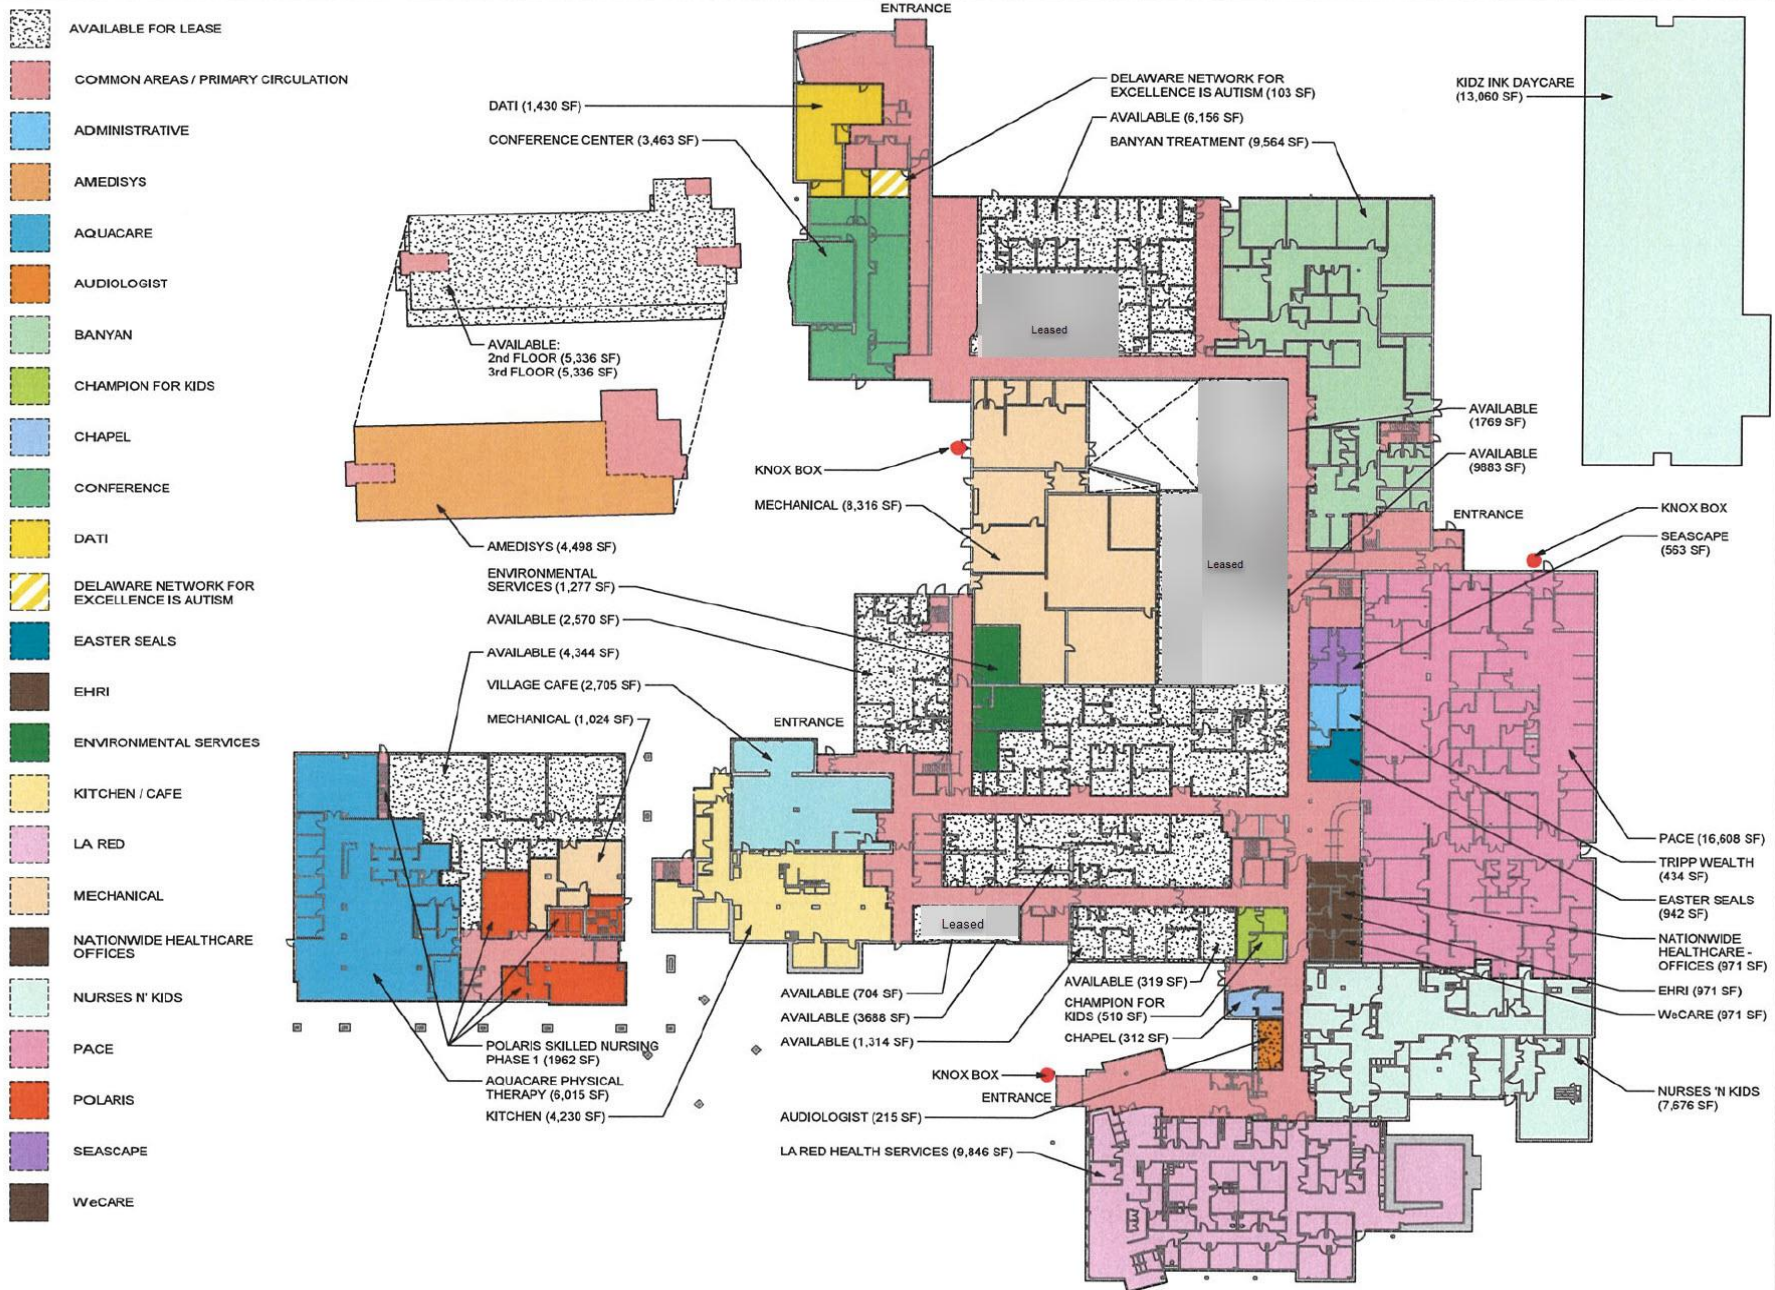 AVAILABLE FOR LEASE
COMMON AREAS / PRIMARY CIRCULATION
ADMINISTRATIVE
AMEDISYS
AQUACARE
AUDIOLOGIST
BANYAN
CHAMPION FOR KIDS
CHAPEL
CONFERENCE
DATI
DELAWARE NETWORK FOR
EXCELLENCE IS AUTISM
EASTER SEALS
EHRI
ENVIRONMENTAL SERVICES
KITCHEN / CAFE
LA RED
MECHANICAL
NATIONWIDE HEALTHCARE
OFFICES
NURSES N' KIDS
PACE
POLARIS
SEASCAPE
WeCARE
ENTRANCE
DATI (1,430 SF)
CONFERENCE CENTER (3,463 SF)
DELAWARE NETWORK FOR
EXCELLENCE IS AUTISM (103 SF)
AVAILABLE (6,156 SF)
BANYAN TREATMENT (9,564 SF)
KIDZ INK DAYCARE
(13,060 SF)
AVAILABLE:
2nd FLOOR (5,336 SF)
3rd FLOOR (5,336 SF)
Leased
AVAILABLE
(1769 SF)
AVAILABLE
(9883 SF)
KNOX BOX
MECHANICAL (8,316 SF)
AMEDISYS (4,498 SF)
ENTRANCE
KNOX BOX
SEASCAPE
(563 SF)
Leased
ENVIRONMENTAL
SERVICES (1,277 SF)
AVAILABLE (2,570 SF)
AVAILABLE (4,344 SF)
VILLAGE CAFE (2,705 SF)
MECHANICAL (1,024 SF)
ENTRANCE
PACE (16,608 SF)
TRIPP WEALTH
(434 SF)
EASTER SEALS
(942 SF)
NATIONWIDE
HEALTHCARE -
OFFICES (971 SF)
EHRI (971 SF)
WeCARE (971 SF)
Leased
AVAILABLE (704 SF)
AVAILABLE (3688 SF)
AVAILABLE (1,314 SF)
AVAILABLE (319 SF)
CHAMPION FOR
KIDS (510 SF)
CHAPEL (312 SF)
POLARIS SKILLED NURSING
PHASE 1 (1962 SF)
AQUACARE PHYSICAL
THERAPY (6,015 SF)
KITCHEN (4,230 SF)
KNOX BOX
ENTRANCE
AUDIOLOGIST (215 SF)
LA RED HEALTH SERVICES (9,846 SF)
NURSES 'N KIDS
(7,676 SF)